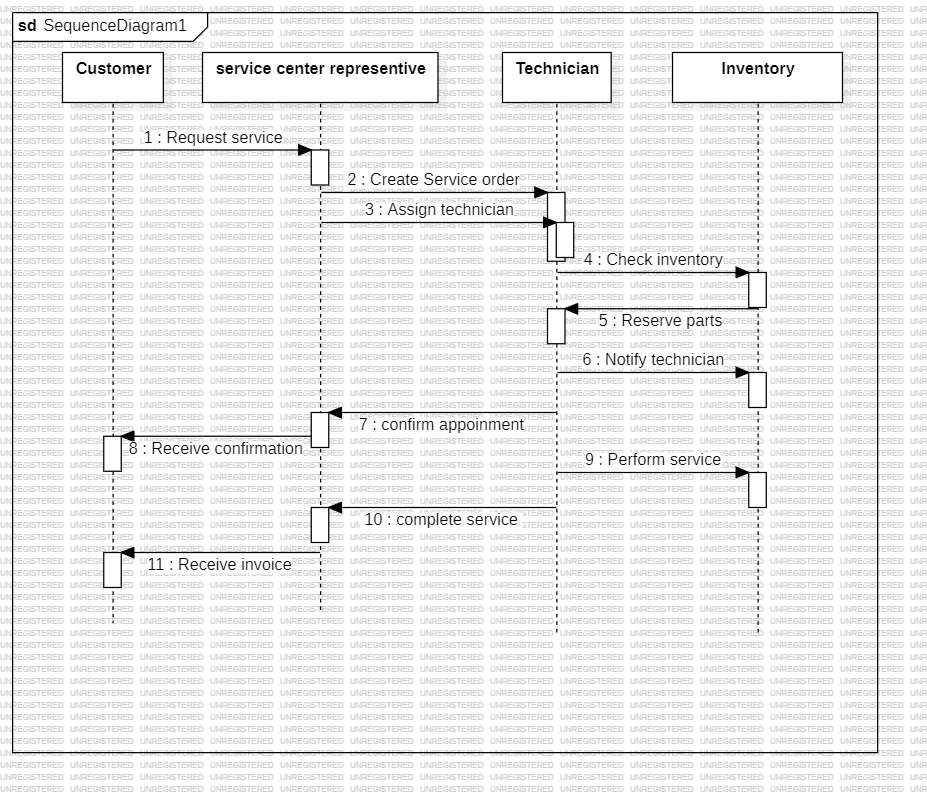 sd SequenceDiagram1
Customer
service center representive
Technician
Inventory
1 : Request service
2 : Create Service order
3 : Assign technician
4 : Check inventory
5 : Reserve parts
6 : Notify technician
7 : confirm appoinment
8 : Receive confirmation
9 : Perform service
10 : complete service
11 : Receive invoice
UNREGISTERED